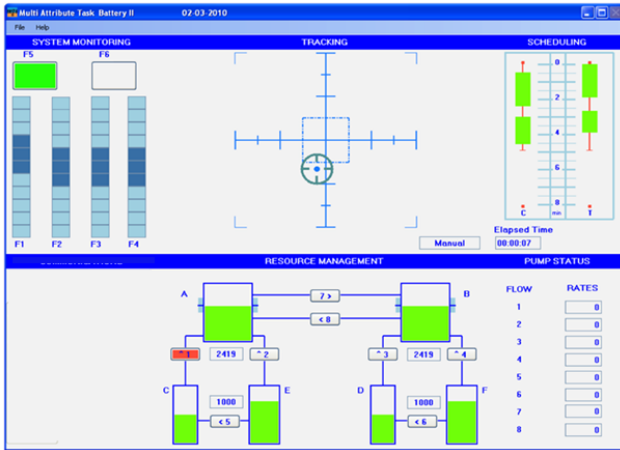 Multi Attribute Task Battery II 02-03-2010
File Help
SYSTEM MONITORING TRACKING SCHEDULING
F5 F6
0
2
4
6
8
C min T
F1 F2 F3 F4
Elapsed Time
Manual 00:00:07
RESOURCE MANAGEMENT PUMP STATUS
A 7 > B FLOW RATES
< 8
1 0
2 0
3 0
4 0
5 0
6 0
7 0
8 0
^ 1 2419 ^ 2 ^ 3 2419 ^ 4
C 1000 E D 1000 F
< 5 < 6